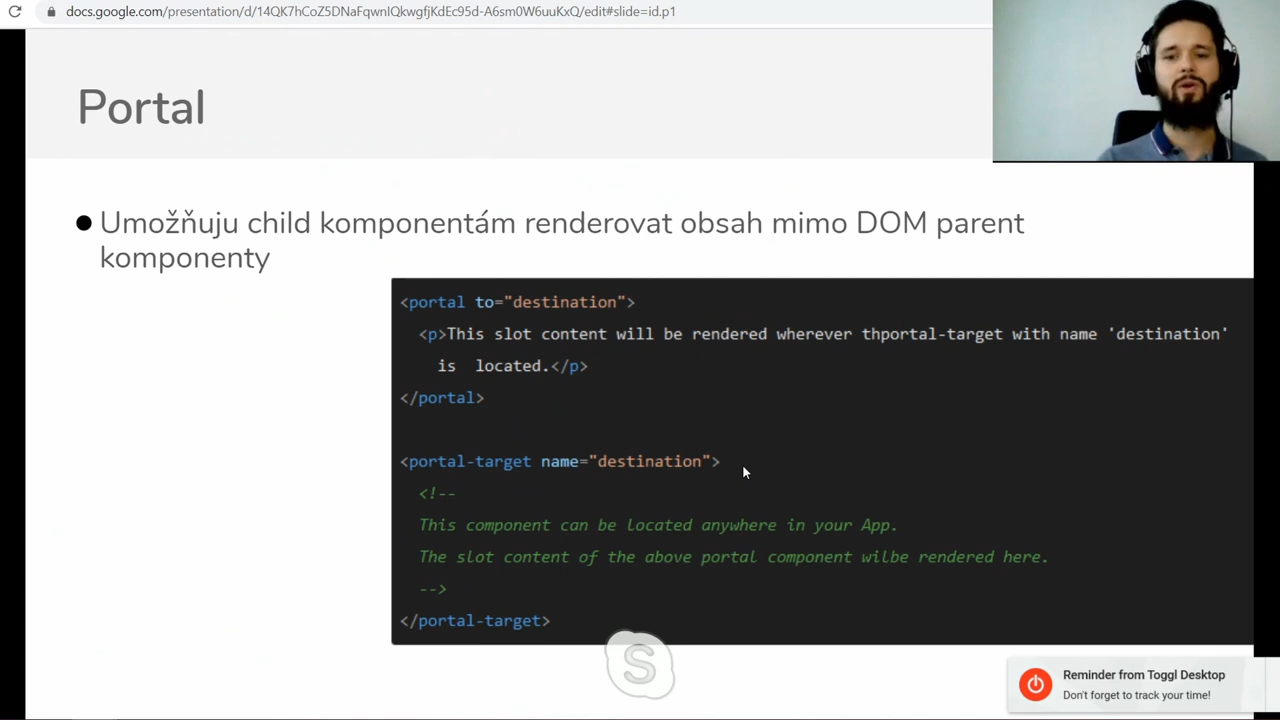 docs.google.com/presentation/d/14QK7hCoZ5DNaFqwnIQkwgfjKdEc95d-A6sm0W6uuKxQ/edit#slide=id.p1
Portal
Umožňuju child komponentám renderovat obsah mimo DOM parent
komponenty
<portal to="destination">
<p>This slot content will be rendered wherever thportal-target with name 'destination'
is located.</p>
</portal>
<portal-target name="destination">
<!--
This component can be located anywhere in your App.
The slot content of the above portal component wilbe rendered here.
-->
</portal-target>
S
Reminder from Toggl Desktop
Don't forget to track your time!